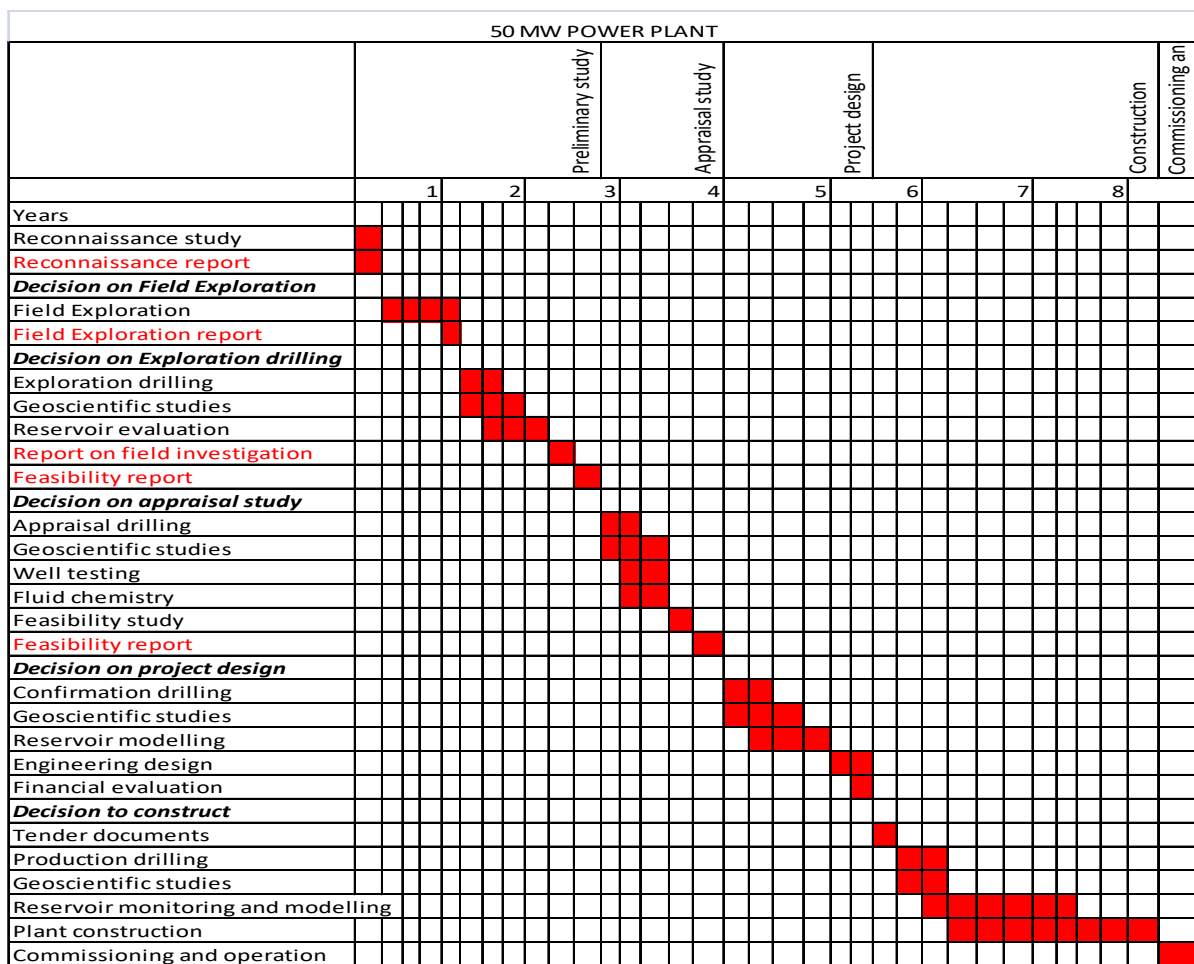 50 MW POWER PLANT
Preliminary study
Appraisal study
Project design
Construction
Commissioning an
1 2 3 4 5 6 7 8
Years
Reconnaissance study
Reconnaissance report
Decision on Field Exploration
Field Exploration
Field Exploration report
Decision on Exploration drilling
Exploration drilling
Geoscientific studies
Reservoir evaluation
Report on field investigation
Feasibility report
Decision on appraisal study
Appraisal drilling
Geoscientific studies
Well testing
Fluid chemistry
Feasibility study
Feasibility report
Decision on project design
Confirmation drilling
Geoscientific studies
Reservoir modelling
Engineering design
Financial evaluation
Decision to construct
Tender documents
Production drilling
Geoscientific studies
Reservoir monitoring and modelling
Plant construction
Commissioning and operation